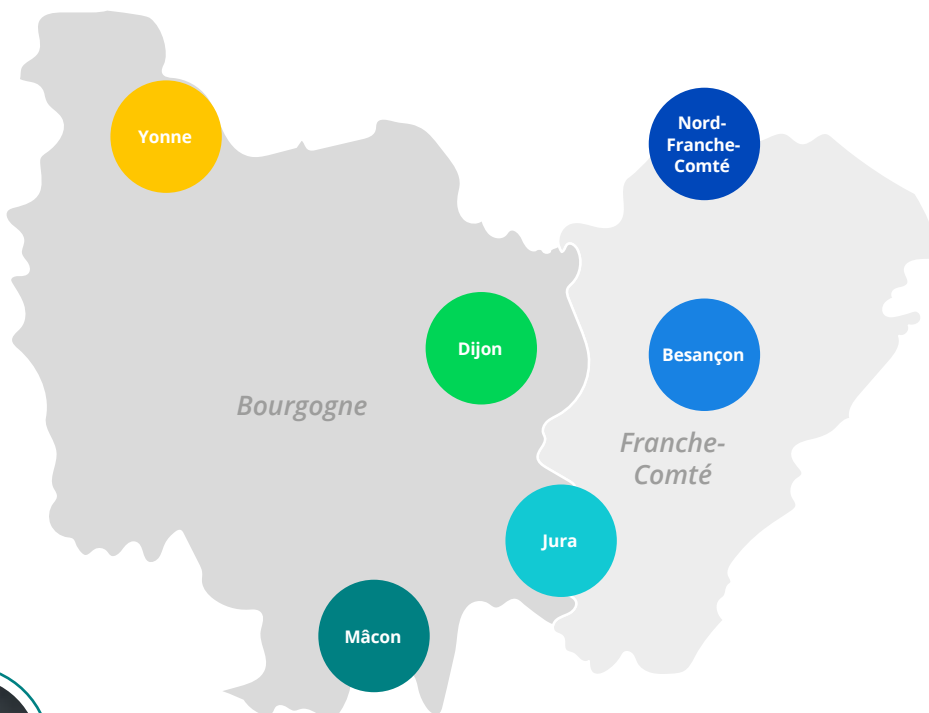 Yonne
Nord-
Franche-
Comté
Dijon
Besançon
Bourgogne
Franche-
Comté
Jura
Mâcon